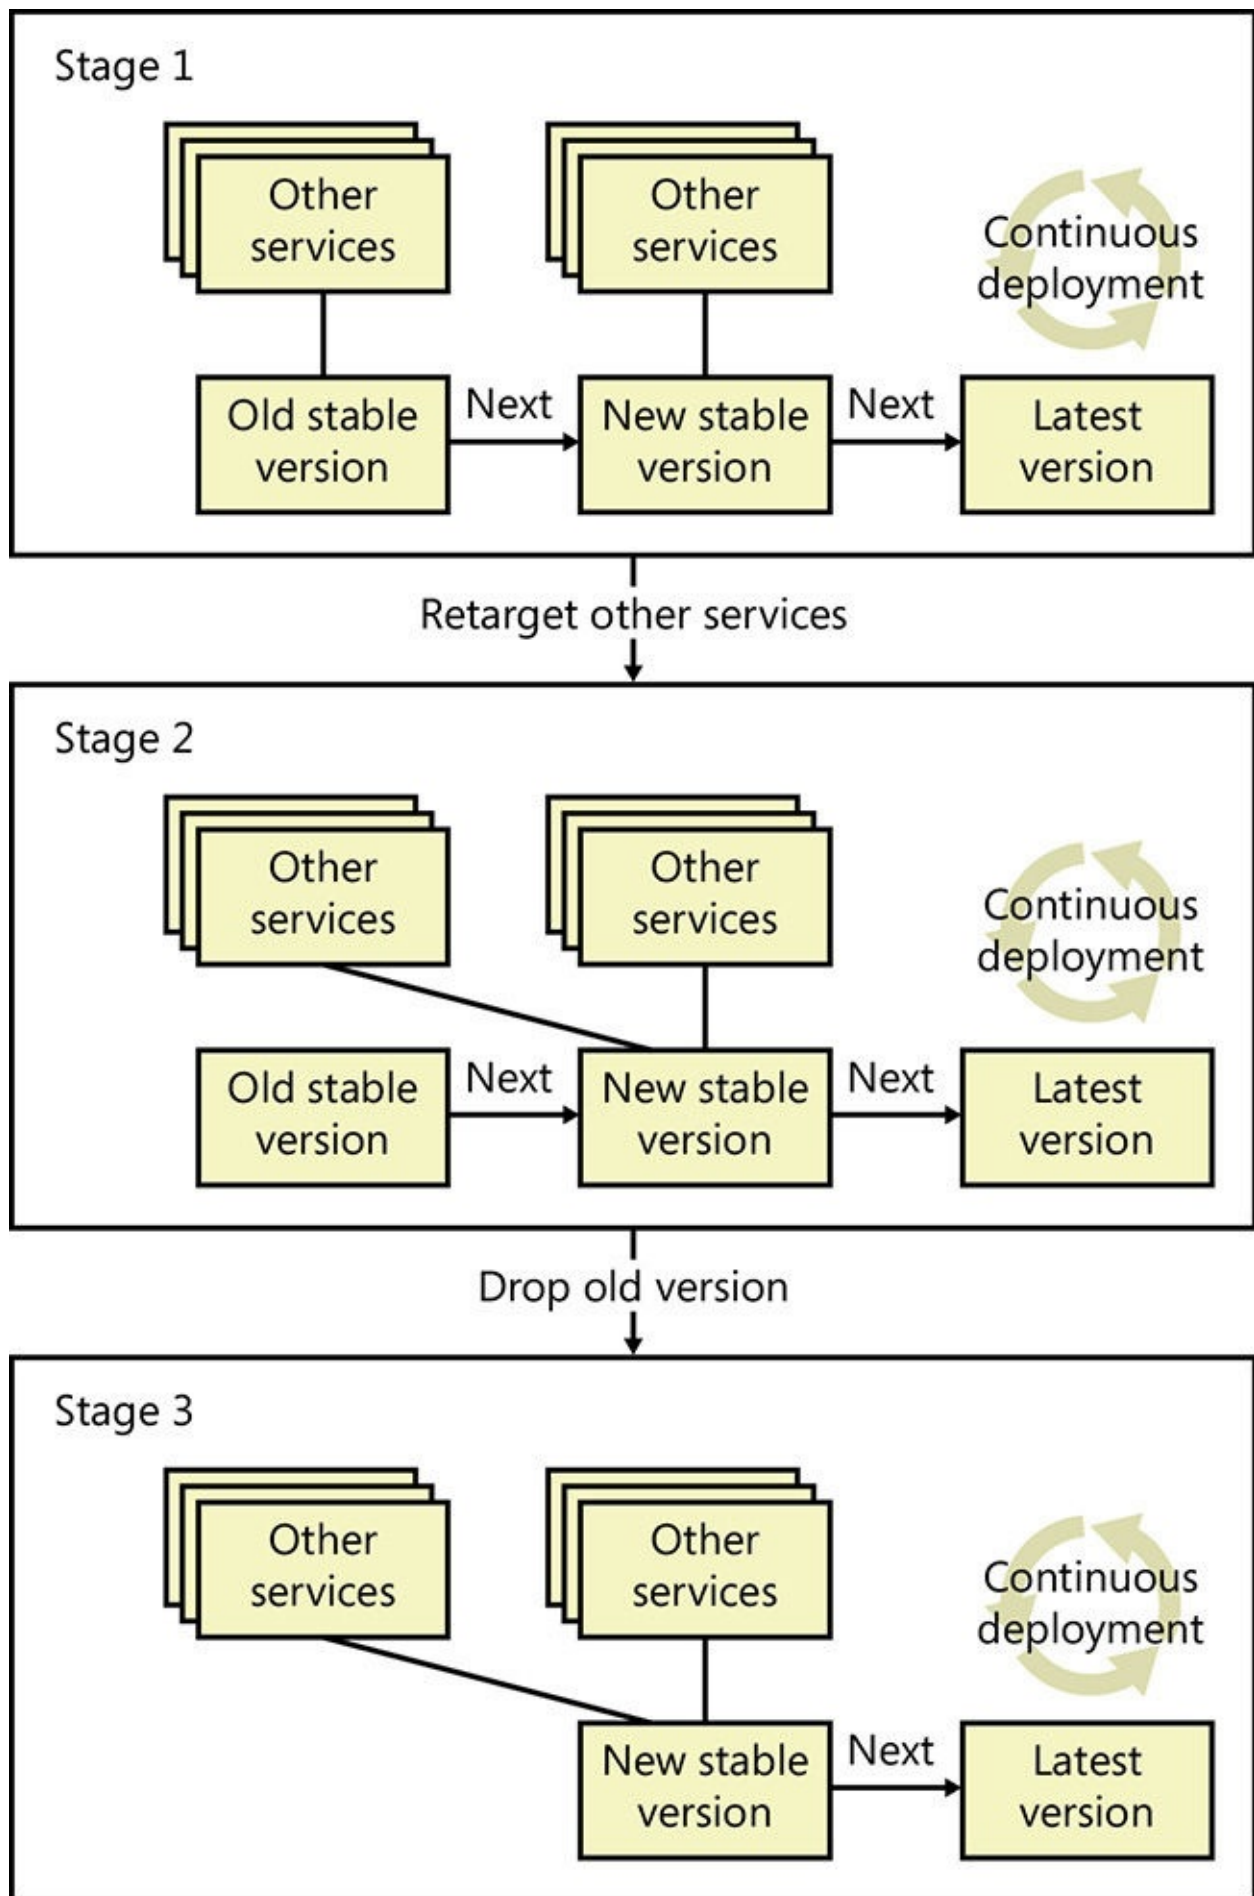 Stage 1
Other
services
Other
services
Continuous
deployment
Old stable
version
Next
New stable
version
Next
Latest
version
Retarget other services
Stage 2
Other
services
Other
services
Continuous
deployment
Old stable
version
Next
New stable
version
Next
Latest
version
Drop old version
Stage 3
Other
services
Other
services
Continuous
deployment
New stable
version
Next
Latest
version